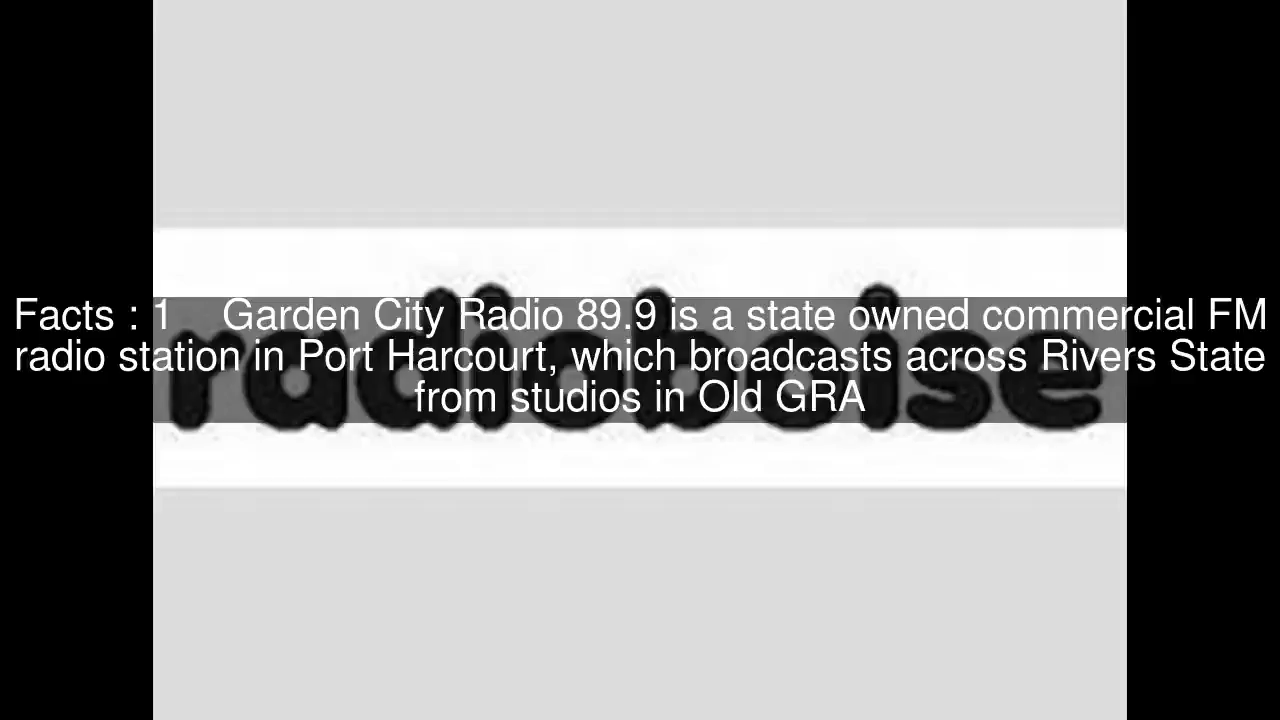 Facts : 1    Garden City Radio 89.9 is a state owned commercial FM
radio station in Port Harcourt, which broadcasts across Rivers State
from studios in Old GRA
radioboise